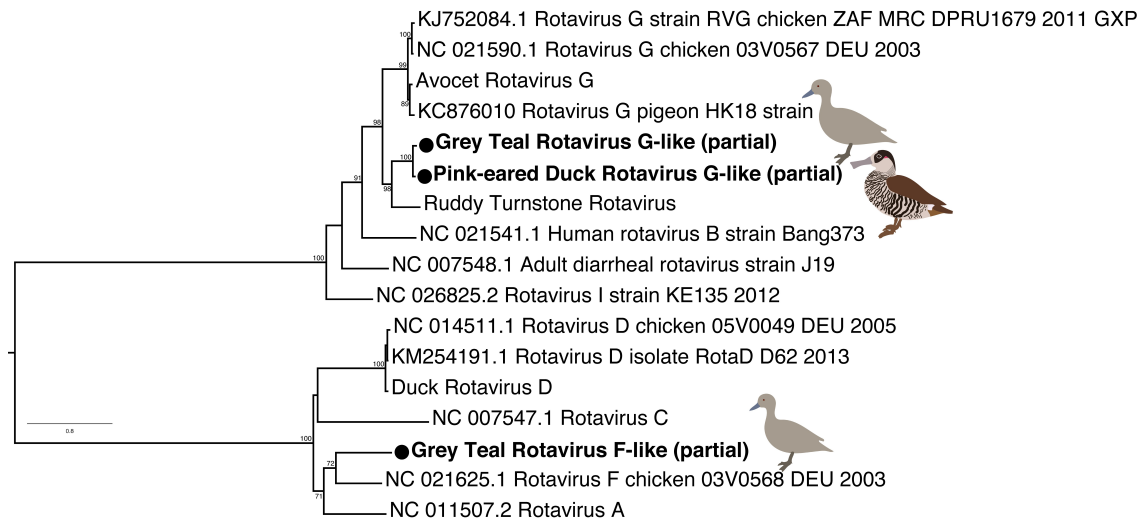 KJ752084.1 Rotavirus G strain RVG chicken ZAF MRC DPRU1679 2011 GXP
100
NC 021590.1 Rotavirus G chicken 03V0567 DEU 2003
99
Avocet Rotavirus G
89
KC876010 Rotavirus G pigeon HK18 strain
98
Grey Teal Rotavirus G-like (partial)
100
Pink-eared Duck Rotavirus G-like (partial)
91
98
Ruddy Turnstone Rotavirus
NC 021541.1 Human rotavirus B strain Bang373
100
NC 007548.1 Adult diarrheal rotavirus strain J19
NC 026825.2 Rotavirus I strain KE135 2012
NC 014511.1 Rotavirus D chicken 05V0049 DEU 2005
KM254191.1 Rotavirus D isolate RotaD D62 2013
100
Duck Rotavirus D
NC 007547.1 Rotavirus C
0.8
100
Grey Teal Rotavirus F-like (partial)
72
NC 021625.1 Rotavirus F chicken 03V0568 DEU 2003
71
NC 011507.2 Rotavirus A